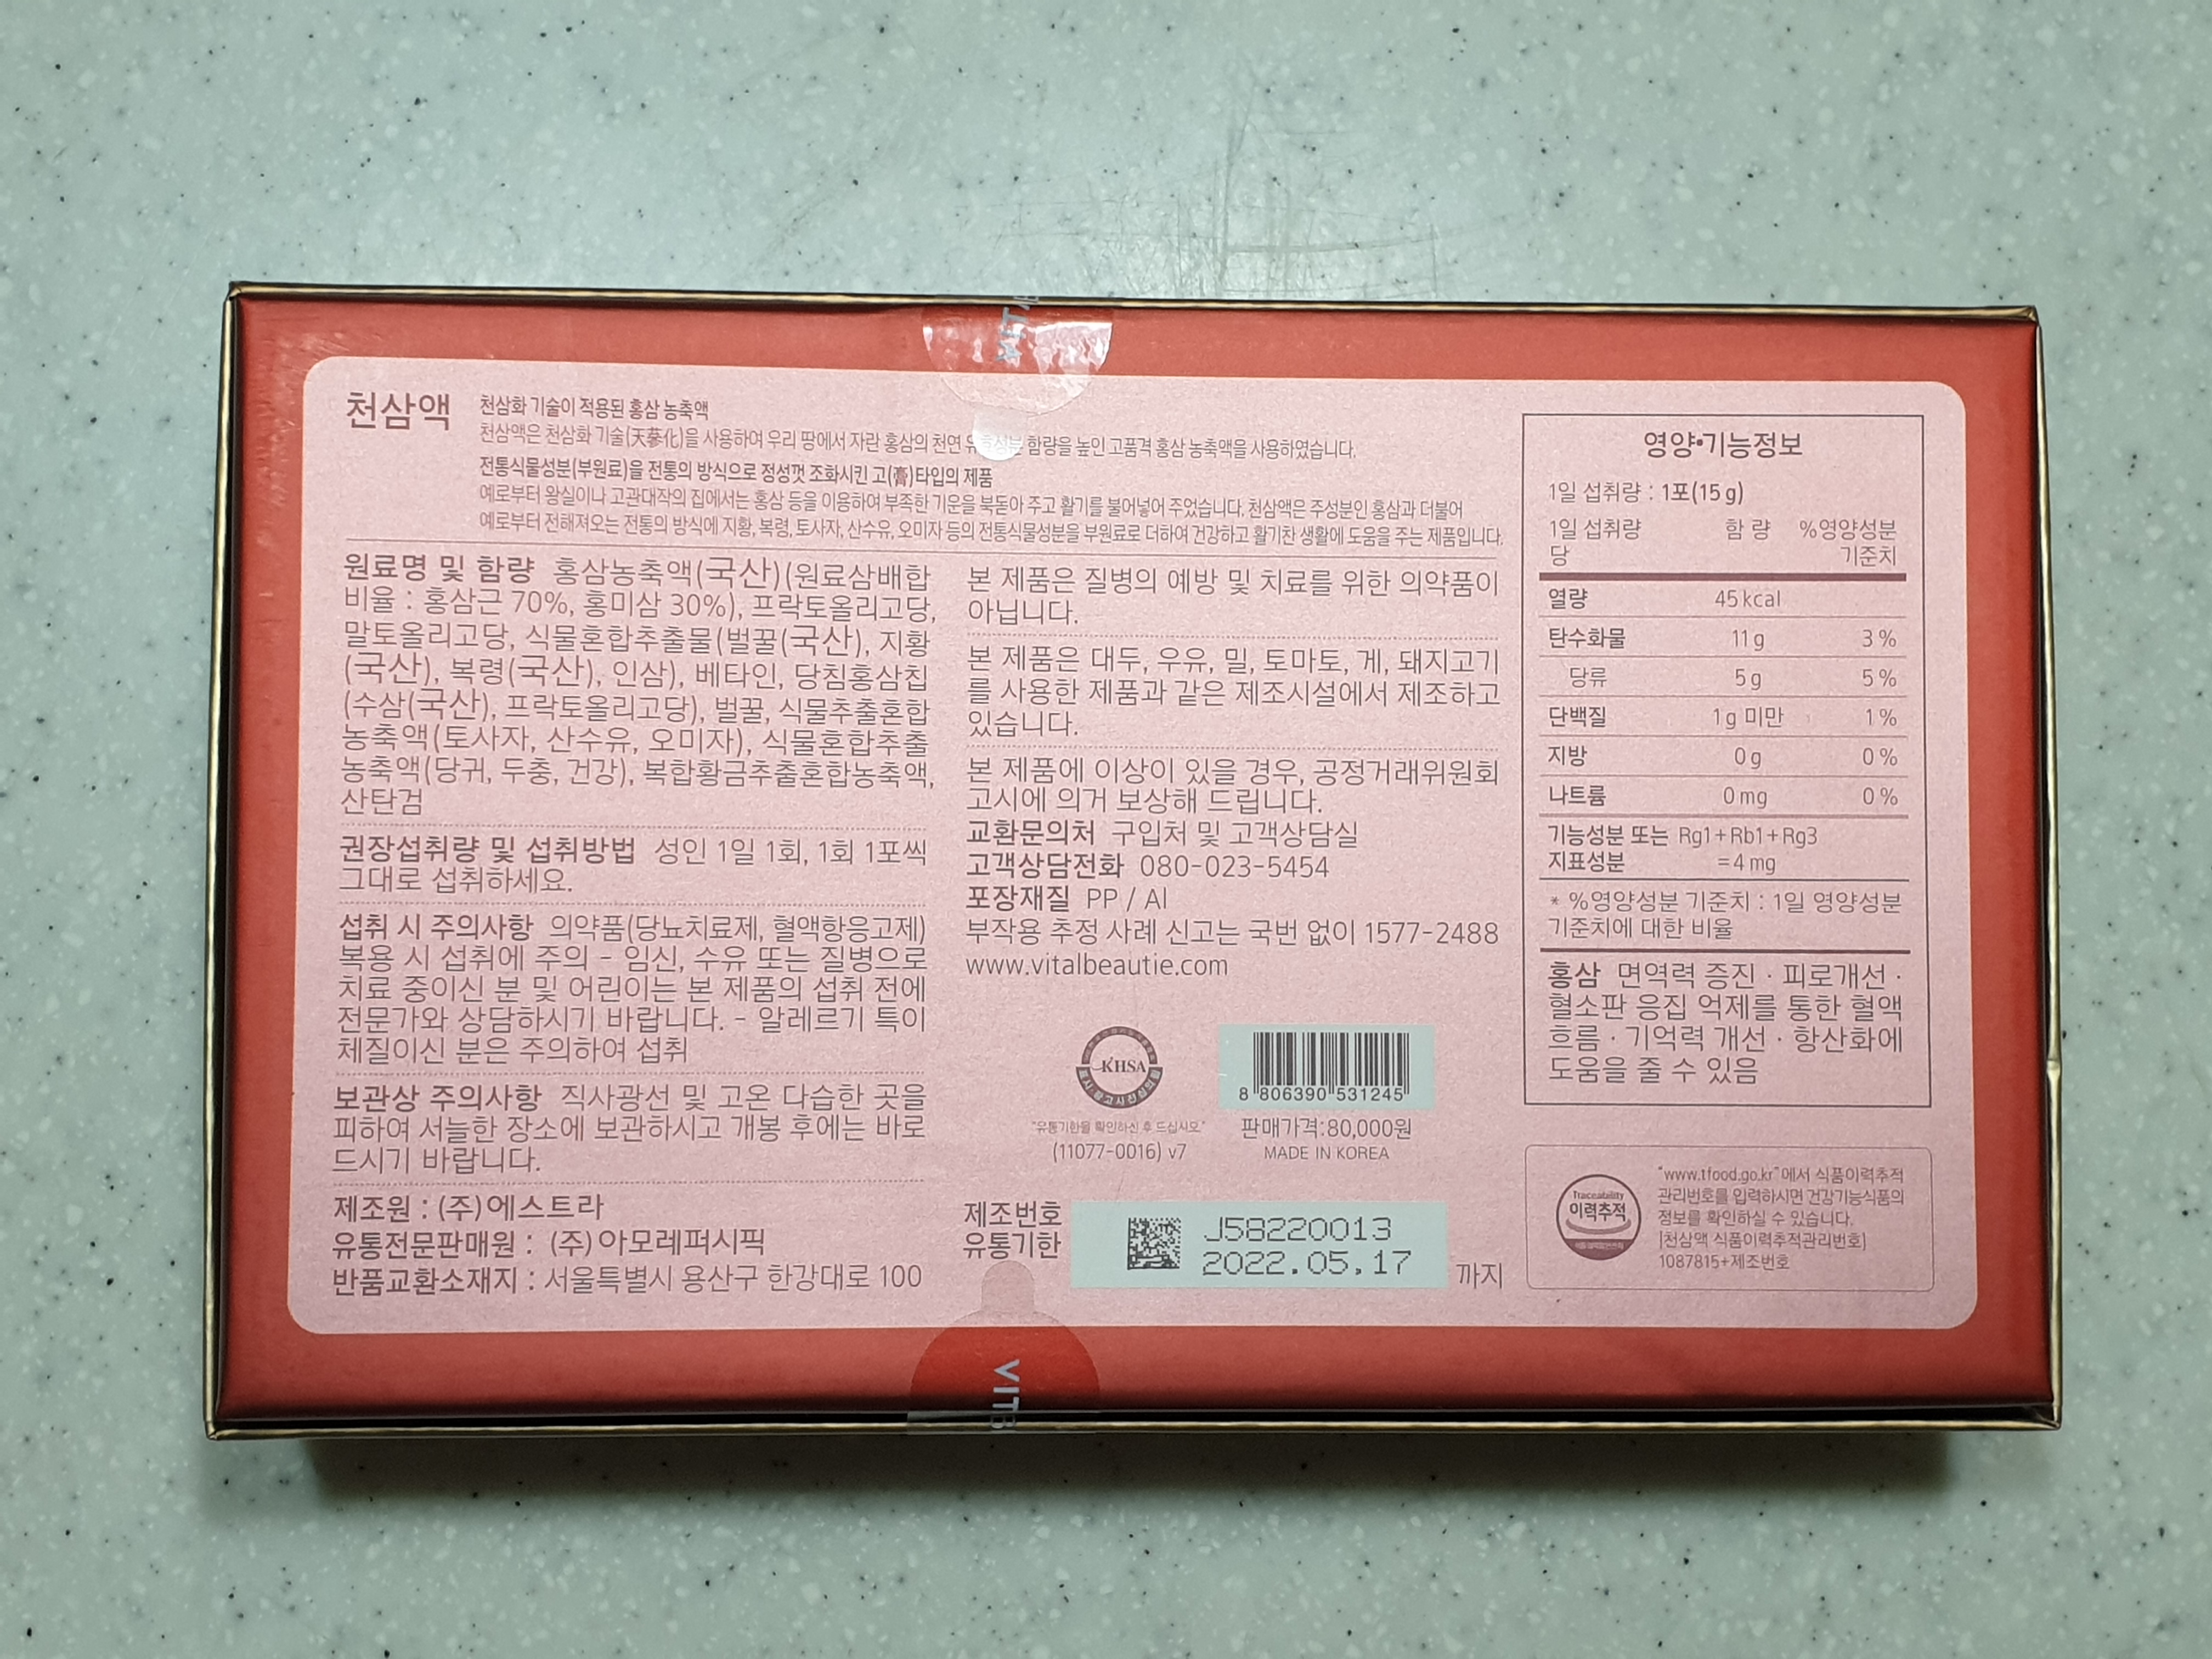 천삼액
천삼화 기술이 적용된 홍삼 농축액
천삼액은 천삼화 기술(天蔘化)을 사용하여 우리 땅에서 자란 홍삼의 천연 유효성분 함량을 높인 고품격 홍삼 농축액을 사용하였습니다.
전통식물성분(부원료)을 전통의 방식으로 정성껏 조화시킨 고(膏)타입의 제품
예로부터 왕실이나 고관대작의 집에서는 홍삼 등을 이용하여 부족한 기운을 북돋아 주고 활기를 불어넣어 주었습니다. 천삼액은 주성분인 홍삼과 더불어
예로부터 전해져오는 전통의 방식에 지황, 복령, 토사자, 산수유, 오미자 등의 전통식물성분을 부원료로 더하여 건강하고 활기찬 생활에 도움을 주는 제품입니다.
원료명 및 함량 홍삼농축액(국산)(원료삼배합
비율 : 홍삼근 70%, 홍미삼 30%), 프락토올리고당,
말토올리고당, 식물혼합추출물(벌꿀(국산), 지황
(국산), 복령(국산), 인삼), 베타인, 당침홍삼칩
(수삼(국산), 프락토올리고당), 벌꿀, 식물추출혼합
농축액(토사자, 산수유, 오미자), 식물혼합추출
농축액(당귀, 두충, 건강), 복합황금추출혼합농축액,
산탄검
권장섭취량 및 섭취방법 성인 1일 1회, 1회 1포씩
그대로 섭취하세요.
섭취 시 주의사항 의약품(당뇨치료제, 혈액항응고제)
복용 시 섭취에 주의 - 임신, 수유 또는 질병으로
치료 중이신 분 및 어린이는 본 제품의 섭취 전에
전문가와 상담하시기 바랍니다. - 알레르기 특이
체질이신 분은 주의하여 섭취
보관상 주의사항 직사광선 및 고온 다습한 곳을
피하여 서늘한 장소에 보관하시고 개봉 후에는 바로
드시기 바랍니다.
제조원 : (주)에스트라
유통전문판매원 : (주)아모레퍼시픽
반품교환소재지 : 서울특별시 용산구 한강대로 100
본 제품은 질병의 예방 및 치료를 위한 의약품이
아닙니다.
본 제품은 대두, 우유, 밀, 토마토, 게, 돼지고기
를 사용한 제품과 같은 제조시설에서 제조하고
있습니다.
본 제품에 이상이 있을 경우, 공정거래위원회
고시에 의거 보상해 드립니다.
교환문의처 구입처 및 고객상담실
고객상담전화 080-023-5454
포장재질 PP / Al
부작용 추정 사례 신고는 국번 없이 1577-2488
www.vitalbeautie.com
KHSA
"유통기한을 확인하신 후 드십시오."
(11077-0016) v7
8 806390 531245
판매가격:80,000원
MADE IN KOREA
제조번호 J58220013
유통기한 2022.05.17 까지
영양•기능정보
1일 섭취량 : 1포(15 g)
1일 섭취량 함 량 %영양성분
당 기준치
열량 45 kcal
탄수화물 11 g 3 %
당류 5 g 5 %
단백질 1 g 미만 1 %
지방 0 g 0 %
나트륨 0 mg 0 %
기능성분 또는 Rg1+Rb1+Rg3
지표성분 = 4 mg
* %영양성분 기준치 : 1일 영양성분
기준치에 대한 비율
홍삼 면역력 증진 · 피로개선 ·
혈소판 응집 억제를 통한 혈액
흐름 · 기억력 개선 · 항산화에
도움을 줄 수 있음
Traceability
이력추적
"www.tfood.go.kr"에서 식품이력추적
관리번호를 입력하시면 건강기능식품의
정보를 확인하실 수 있습니다.
[천삼액 식품이력추적관리번호]
1087815+제조번호
VITB